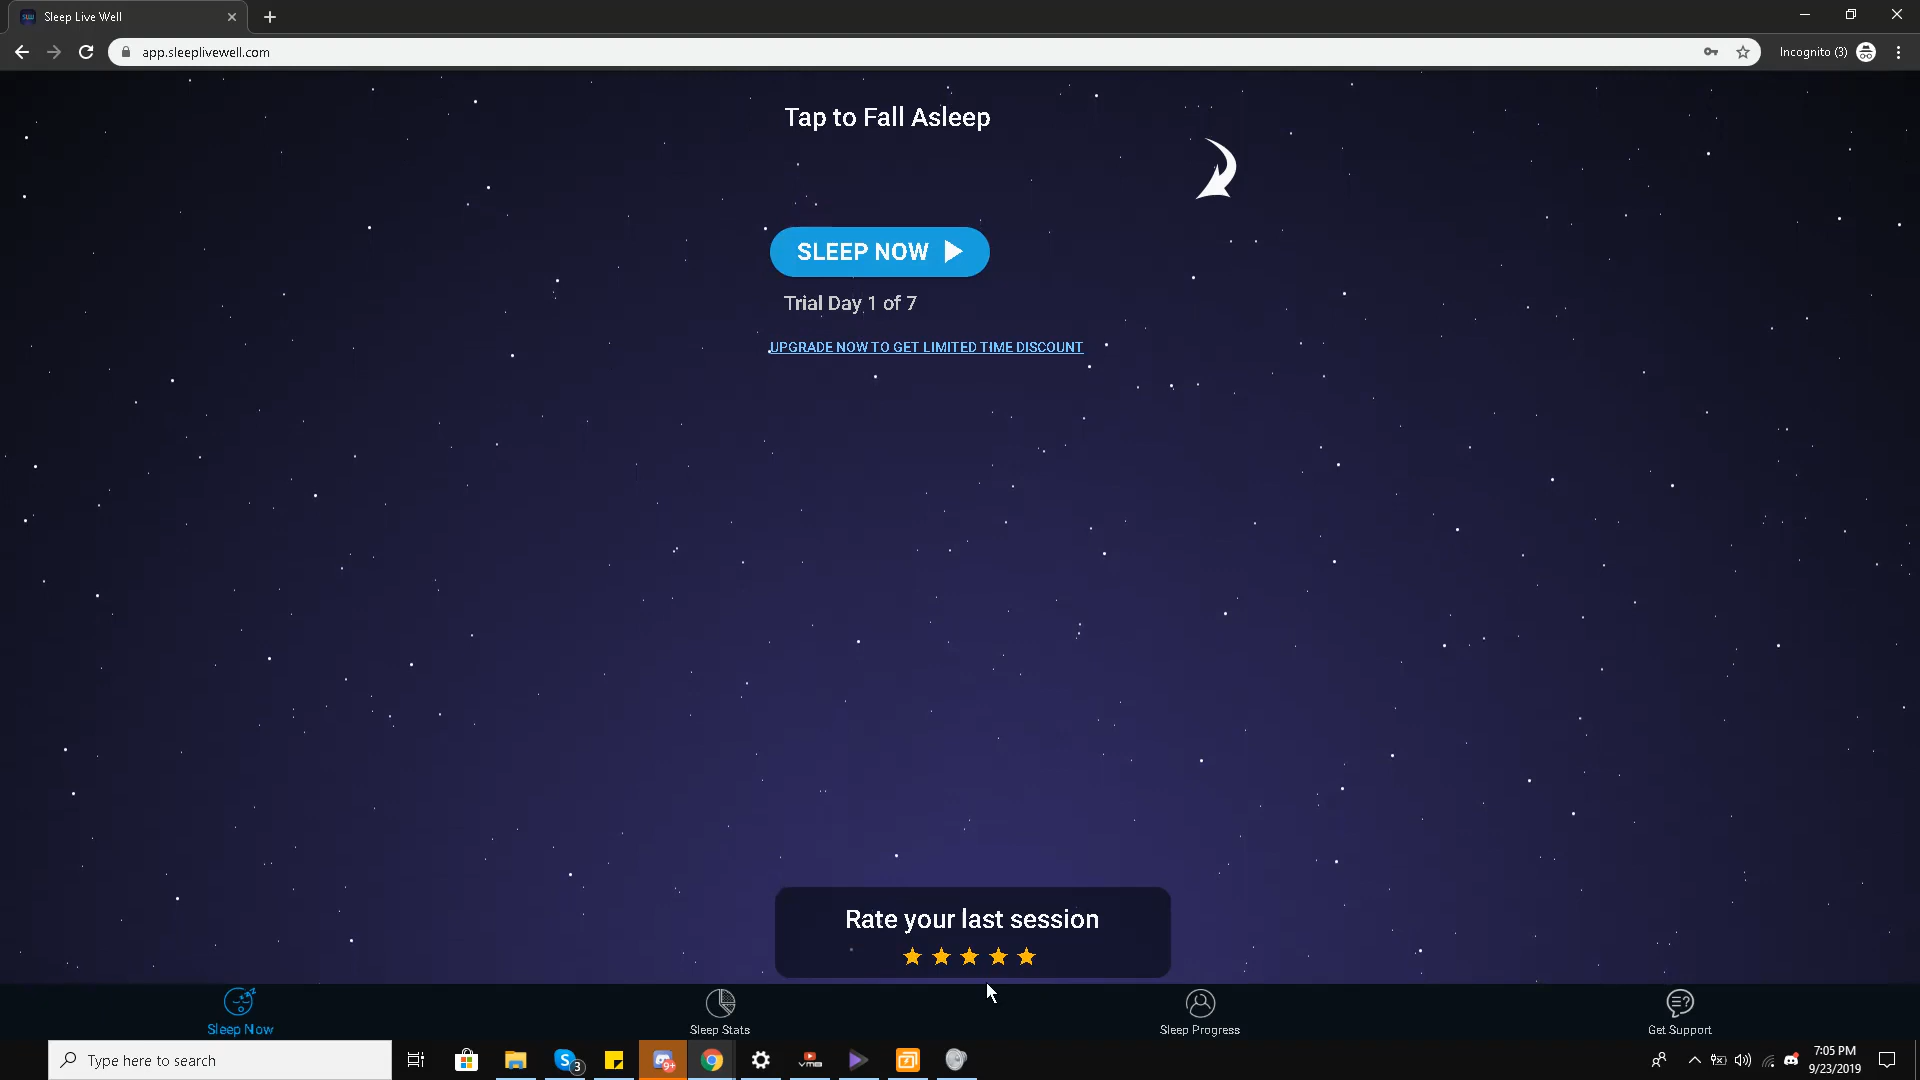 Sleep Live Well
app.sleeplivewell.com
Incognito (3)
Tap to Fall Asleep
SLEEP NOW
Trial Day 1 of 7
UPGRADE NOW TO GET LIMITED TIME DISCOUNT
Rate your last session
Sleep Now
Sleep Stats
Sleep Progress
Get Support
Type here to search
3
9+
7:05 PM
9/23/2019